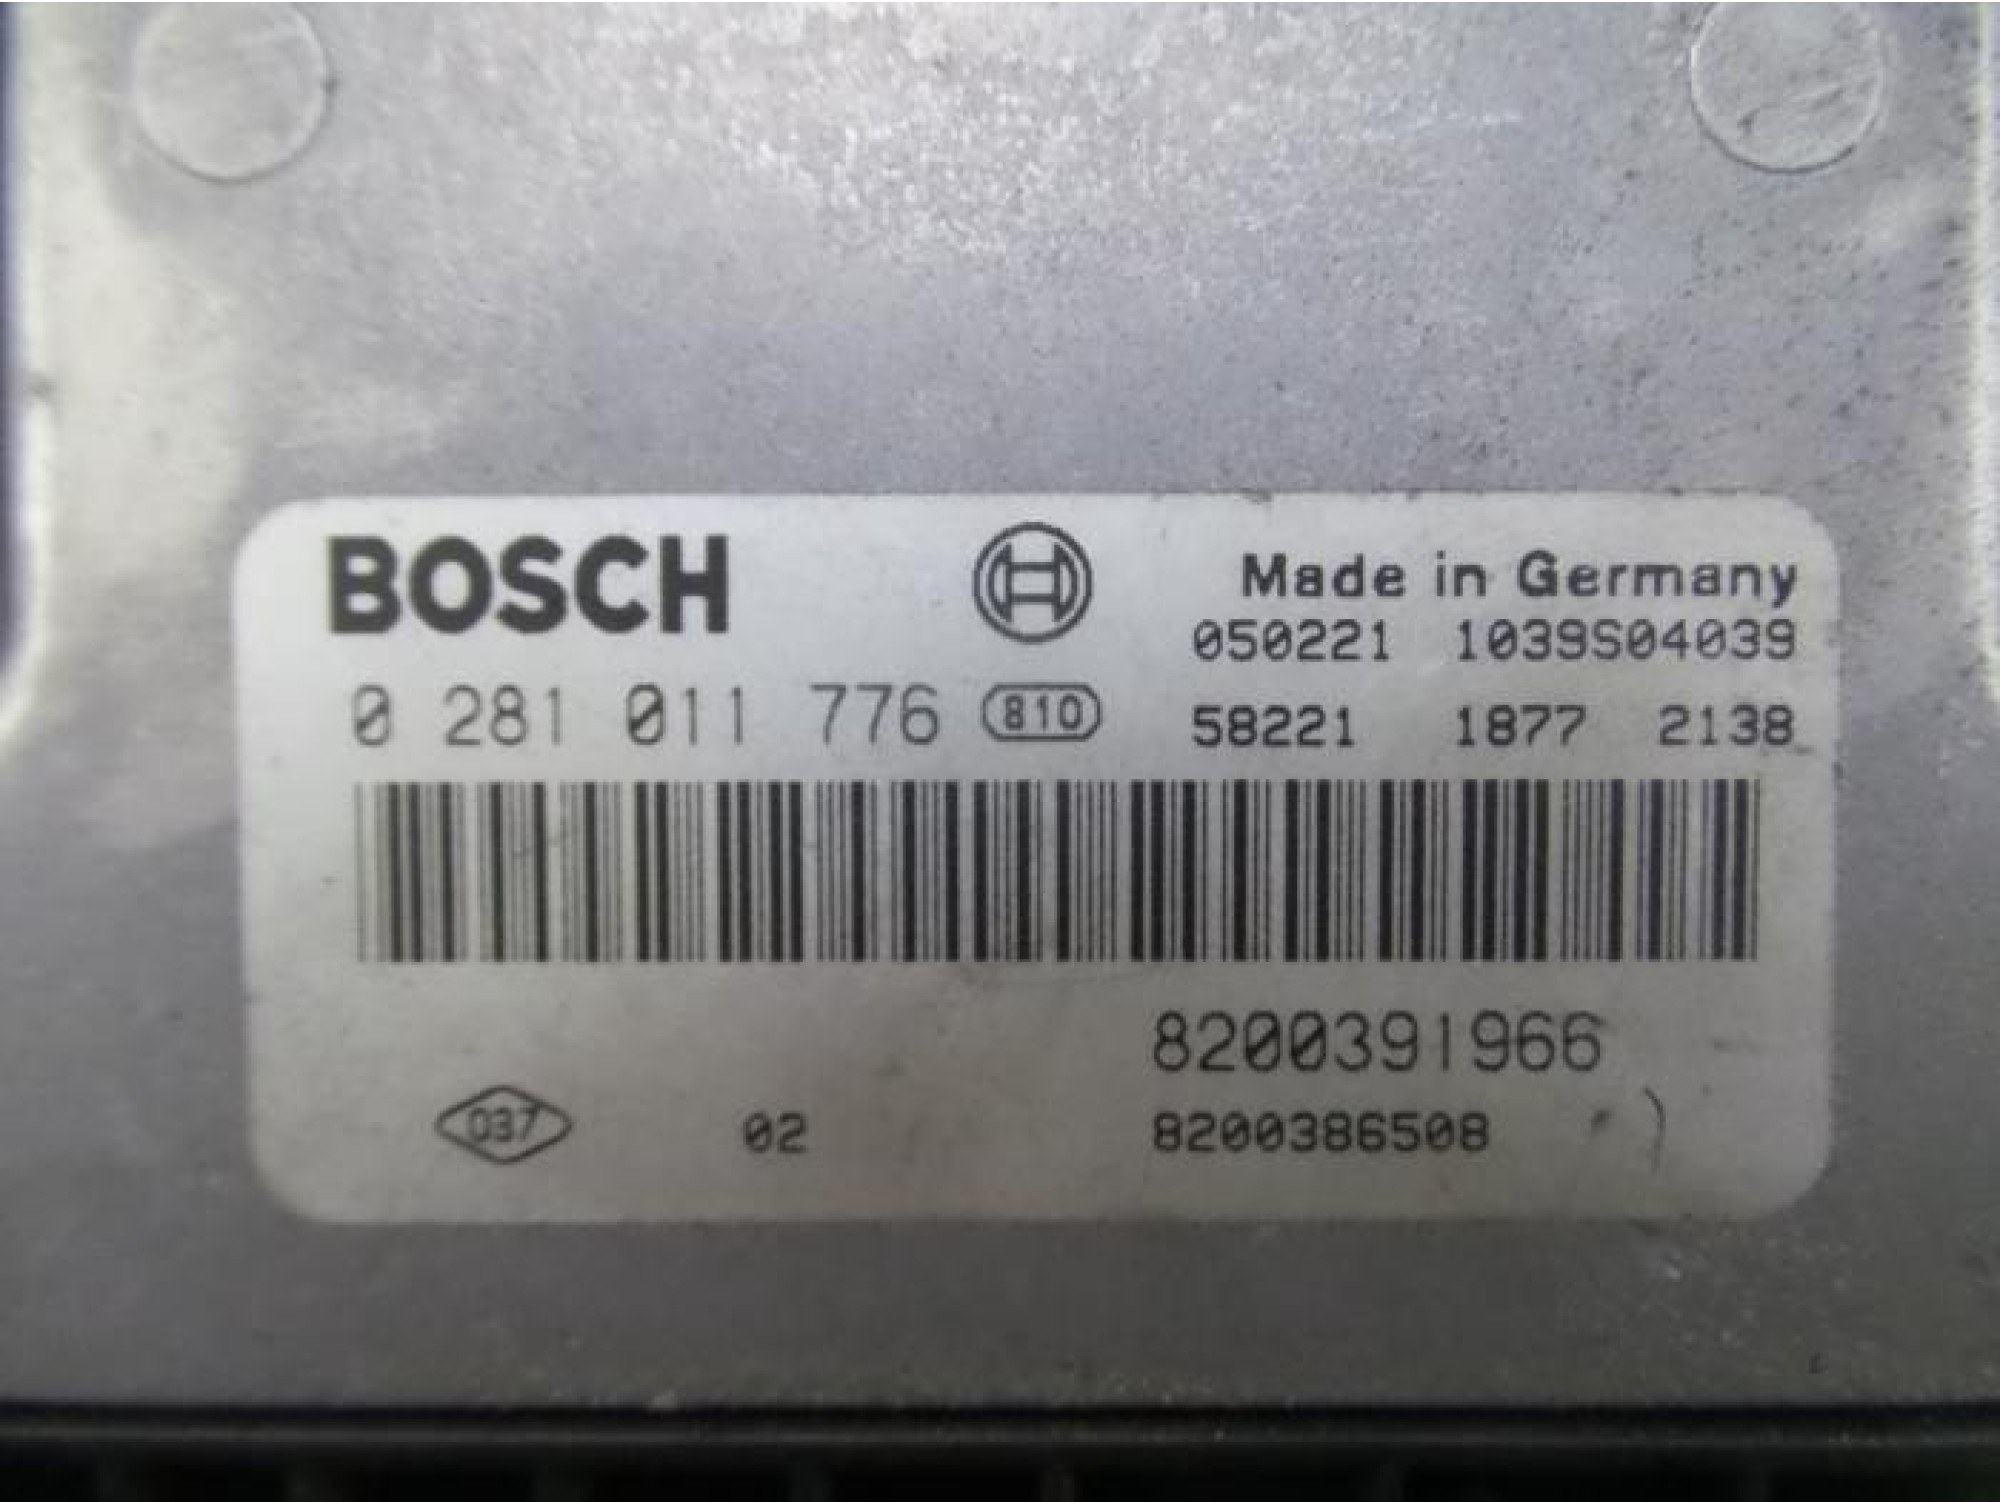 BOSCH Made in Germany
050221 1039S04039
0 281 011 776 810 58221 1877 2138
8200391966
037 02 8200386508